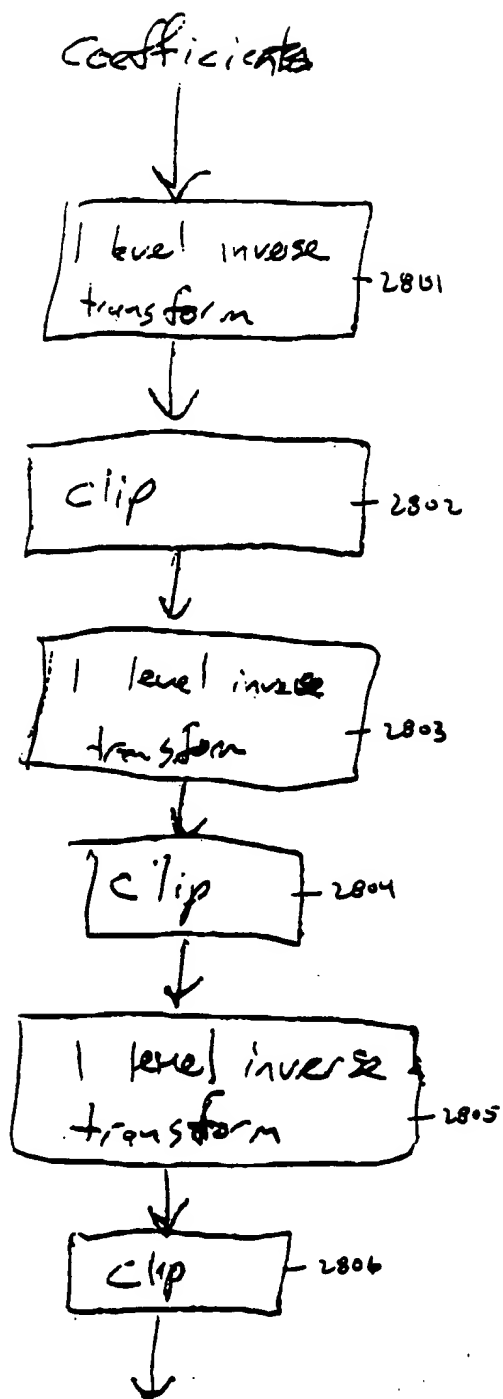 Coefficients
1 level inverse
transform
2801
clip
2802
1 level inverse
transform
2803
clip
2804
1 level inverse
transform
2805
clip
2806